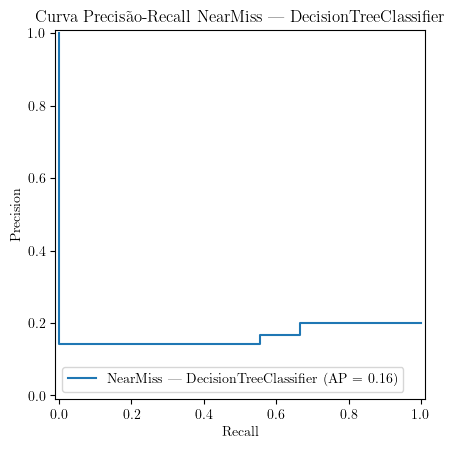 Curva Precisão-Recall NearMiss — DecisionTreeClassifier
1.0
0.8
0.6
0.4
0.2
0.0
Precision
NearMiss — DecisionTreeClassifier (AP = 0.16)
0.0 0.2 0.4 0.6 0.8 1.0
Recall